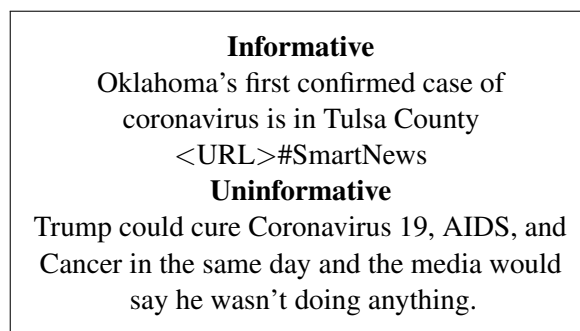 Informative
Oklahoma's first confirmed case of
coronavirus is in Tulsa County
<URL>#SmartNews
Uninformative
Trump could cure Coronavirus 19, AIDS, and
Cancer in the same day and the media would
say he wasn't doing anything.